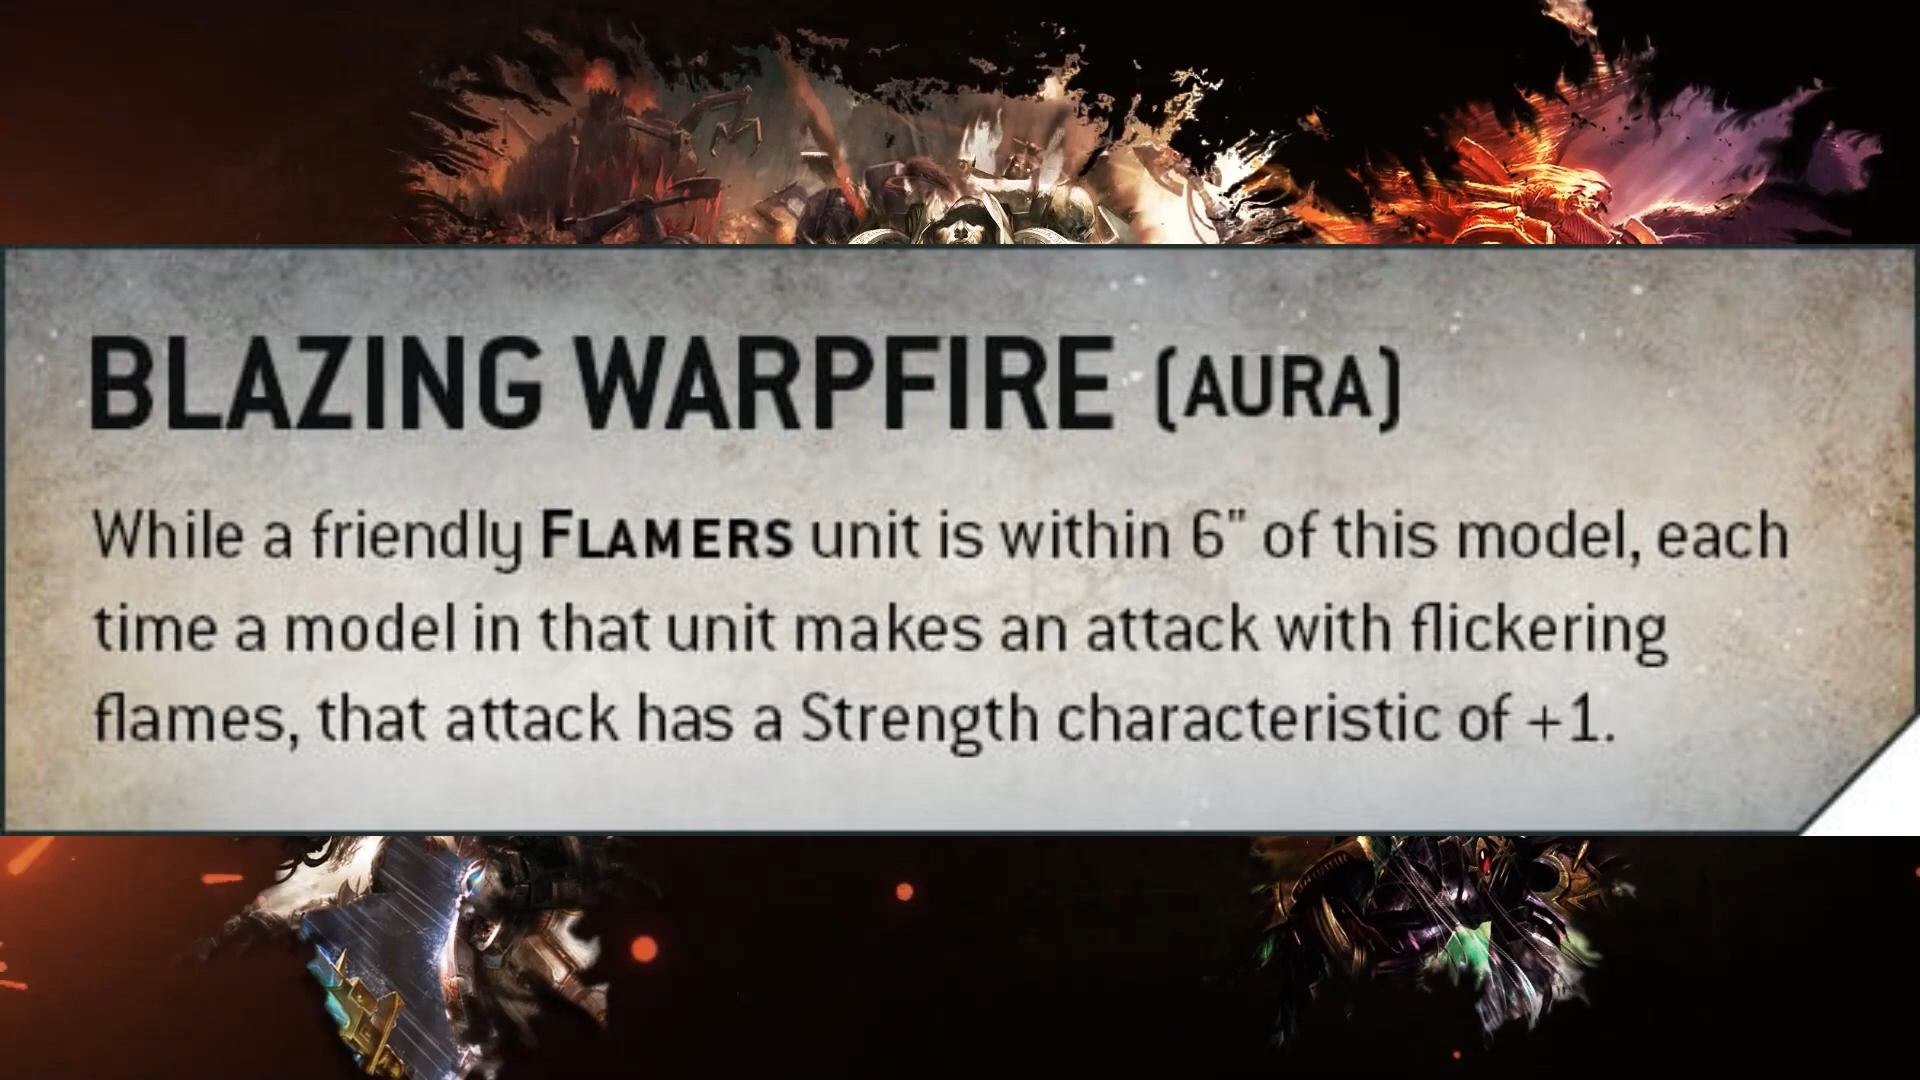 BLAZING WARPFIRE (AURA)
While a friendly FLAMERS unit is within 6" of this model, each
time a model in that unit makes an attack with flickering
flames, that attack has a Strength characteristic of +1.